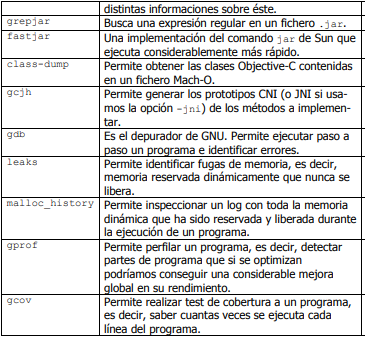 distintas informaciones sobre éste.
grepjar Busca una expresión regular en un fichero .jar.
fastjar Una implementación del comando jar de Sun que
ejecuta considerablemente más rápido.
class-dump Permite obtener las clases Objective-C contenidas
en un fichero Mach-O.
gcjh Permite generar los prototipos CNI (o JNI si usa-
mos la opción -jni) de los métodos a implemen-
tar.
gdb Es el depurador de GNU. Permite ejecutar paso a
paso un programa e identificar errores.
leaks Permite identificar fugas de memoria, es decir,
memoria reservada dinámicamente que nunca se
libera.
malloc_history Permite inspeccionar un log con toda la memoria
dinámica que ha sido reservada y liberada durante
la ejecución de un programa.
gprof Permite perfilar un programa, es decir, detectar
partes de programa que si se optimizan
podríamos conseguir una considerable mejora
global en su rendimiento.
gcov Permite realizar test de cobertura a un programa,
es decir, saber cuantas veces se ejecuta cada
línea del programa.